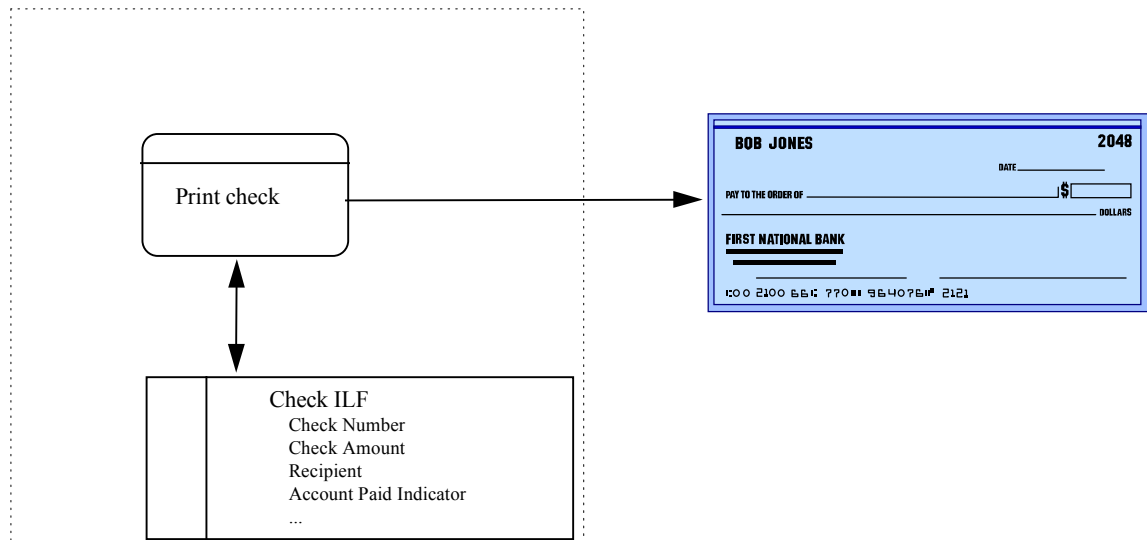 Print check
Check ILF
Check Number
Check Amount
Recipient
Account Paid Indicator
...
BOB JONES 2048
DATE
PAY TO THE ORDER OF $
DOLLARS
FIRST NATIONAL BANK
2121